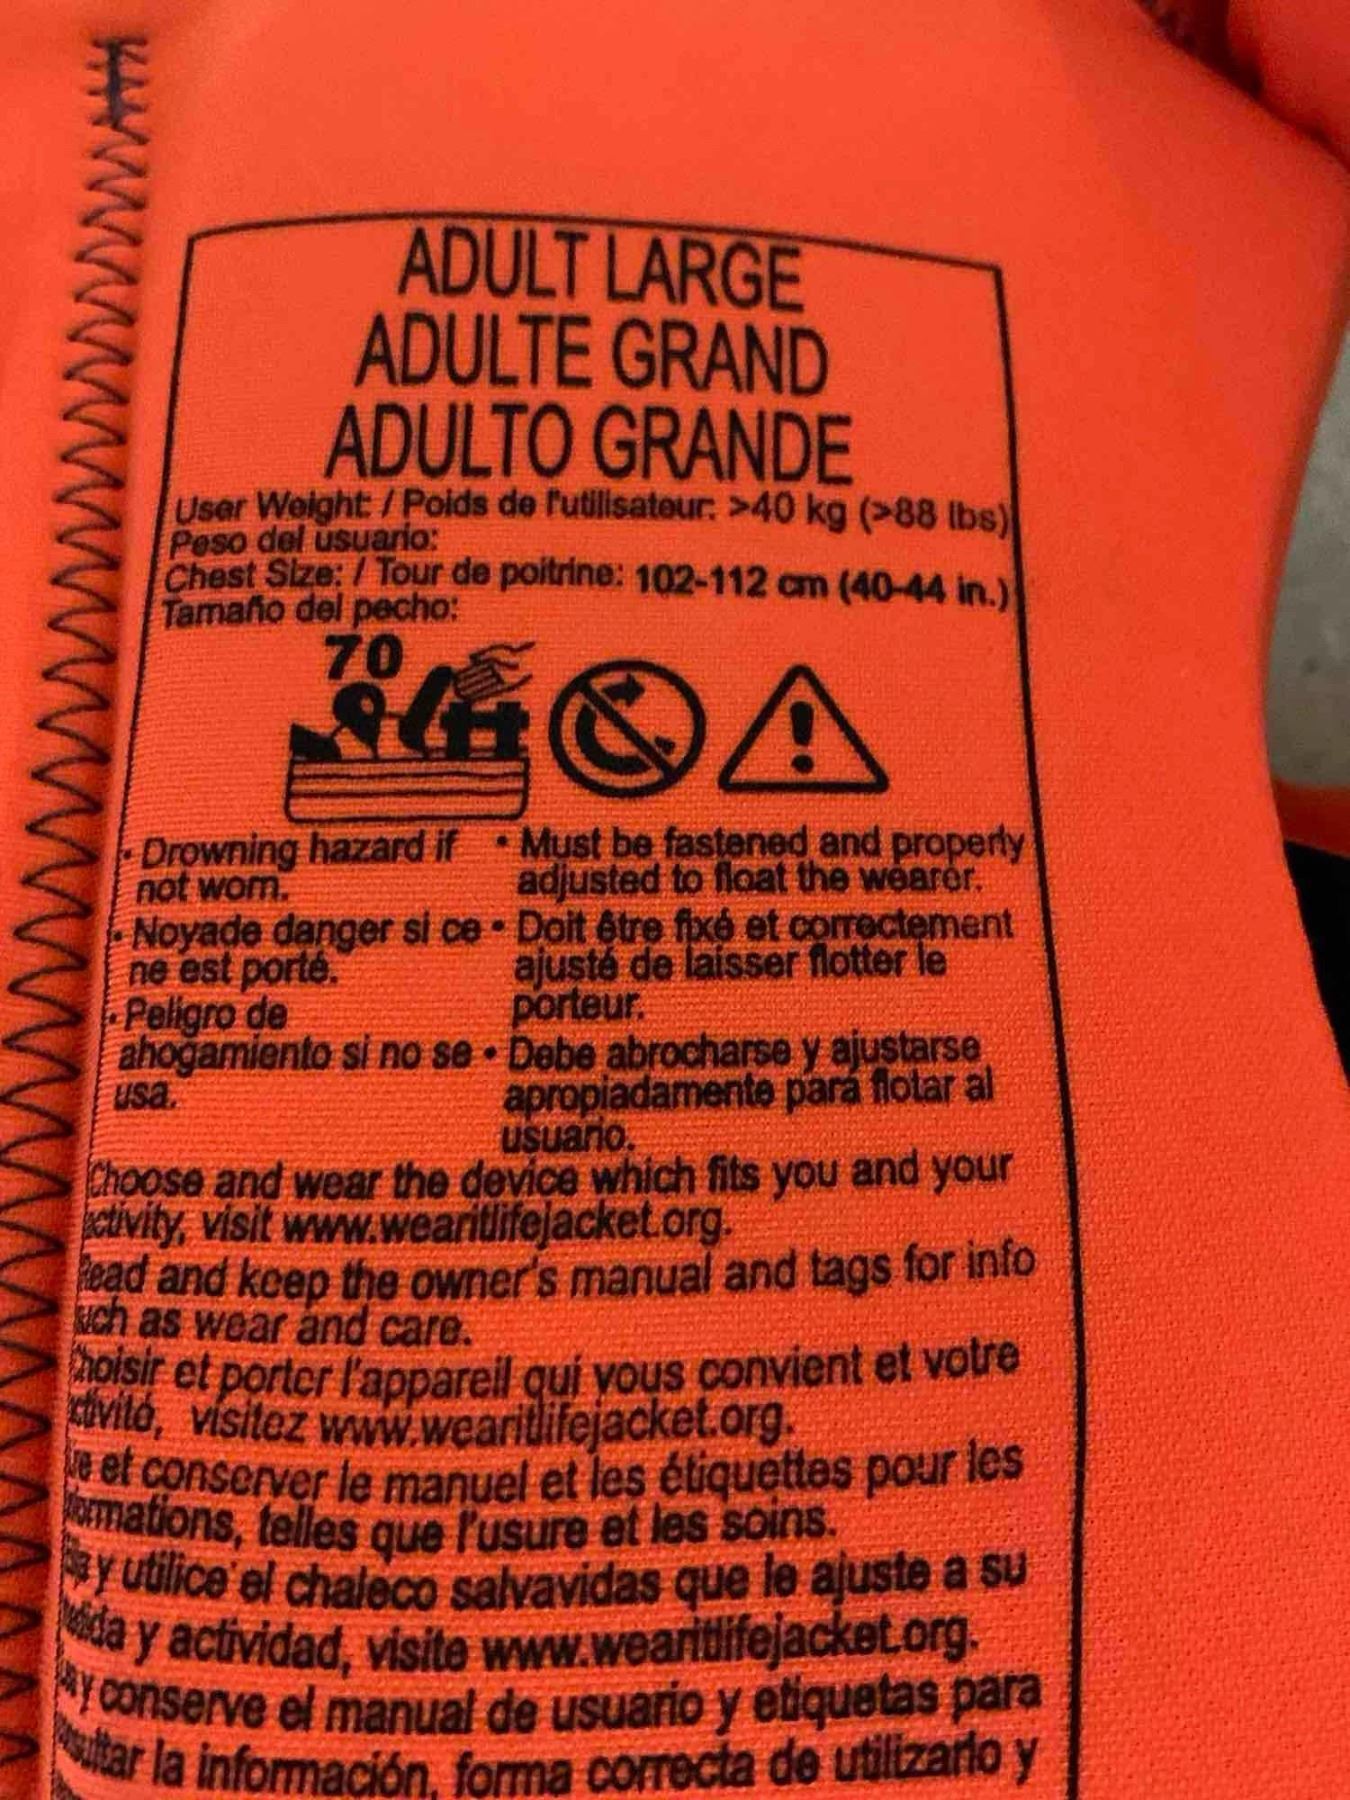 ADULT LARGE
ADULTE GRAND
ADULTO GRANDE
User Weight: / Poids de l'utilisateur: >40 kg (>88 lbs)
Peso del usuario:
Chest Size: / Tour de poitrine: 102-112 cm (40-44 in.)
Tamaño del pecho:
70
• Drowning hazard if
not worn.
• Noyade danger si ce
ne est porté.
• Peligro de
ahogamiento si no se
usa.
• Must be fastened and properly
adjusted to float the wearer.
• Doit être fixé et correctement
ajusté de laisser flotter le
porteur.
• Debe abrocharse y ajustarse
apropiadamente para flotar al
usuario.
Choose and wear the device which fits you and your
activity, visit www.wearitlifejacket.org.
Read and keep the owner's manual and tags for info
such as wear and care.
Choisir et porter l'appareil qui vous convient et votre
activité, visitez www.wearitlifejacket.org.
et conserver le manuel et les étiquettes pour les
informations, telles que l'usure et les soins.
y utilice el chaleco salvavidas que le ajuste a su
medida y actividad, visite www.wearitlifejacket.org.
y conserve el manual de usuario y etiquetas para
consultar la información, forma correcta de utilizarlo y